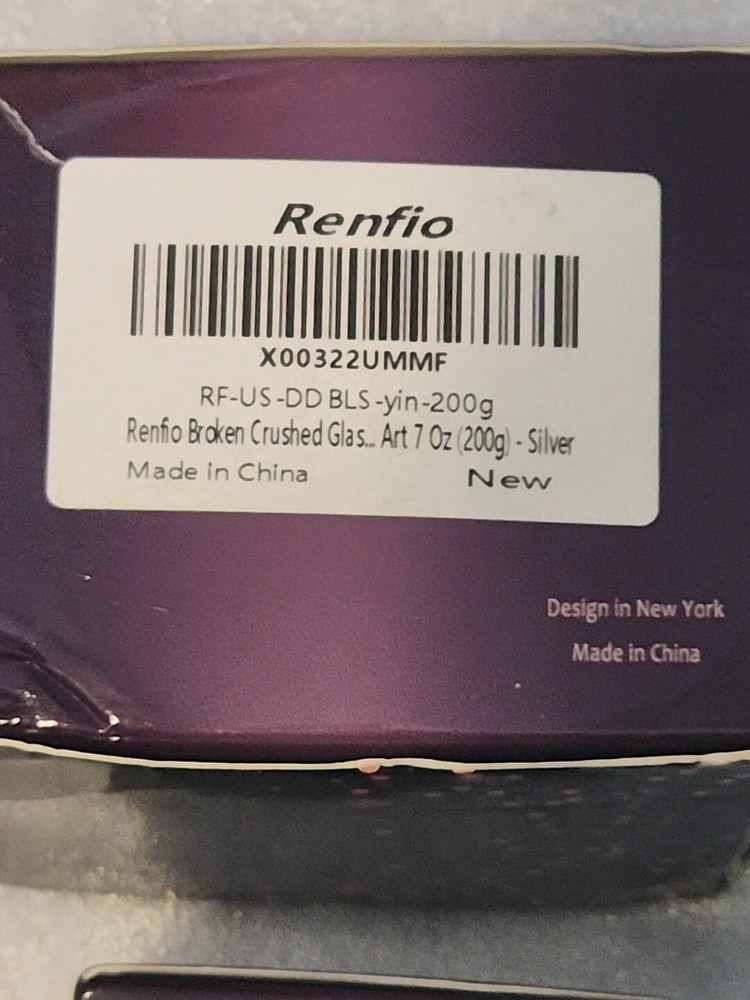 Renfio
X00322UMMF
RF-US-DD BLS-yin-200g
Renfio Broken Crushed Glas... Art 7 Oz (200g) - Silver
Made in China New
Design in New York
Made in China